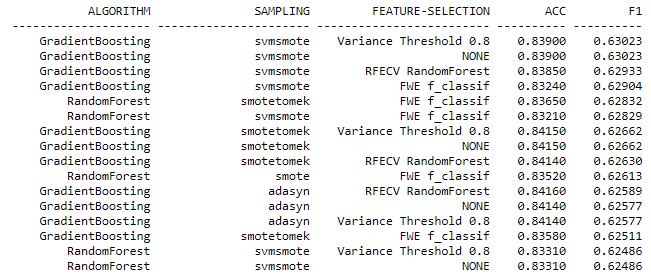 ALGORITHM SAMPLING FEATURE-SELECTION ACC F1
-------------------- -------------------- ------------------------- ---------- ----------
GradientBoosting svmsmote Variance Threshold 0.8 0.83900 0.63023
GradientBoosting svmsmote NONE 0.83900 0.63023
GradientBoosting svmsmote RFECV RandomForest 0.83850 0.62933
GradientBoosting svmsmote FWE f_classif 0.83240 0.62904
RandomForest smotetomek FWE f_classif 0.83650 0.62832
RandomForest svmsmote FWE f_classif 0.83210 0.62829
GradientBoosting smotetomek Variance Threshold 0.8 0.84150 0.62662
GradientBoosting smotetomek NONE 0.84150 0.62662
GradientBoosting smotetomek RFECV RandomForest 0.84140 0.62630
RandomForest smote FWE f_classif 0.83520 0.62613
GradientBoosting adasyn RFECV RandomForest 0.84160 0.62589
GradientBoosting adasyn NONE 0.84140 0.62577
GradientBoosting adasyn Variance Threshold 0.8 0.84140 0.62577
GradientBoosting smotetomek FWE f_classif 0.83580 0.62511
RandomForest svmsmote Variance Threshold 0.8 0.83310 0.62486
RandomForest svmsmote NONE 0.83310 0.62486